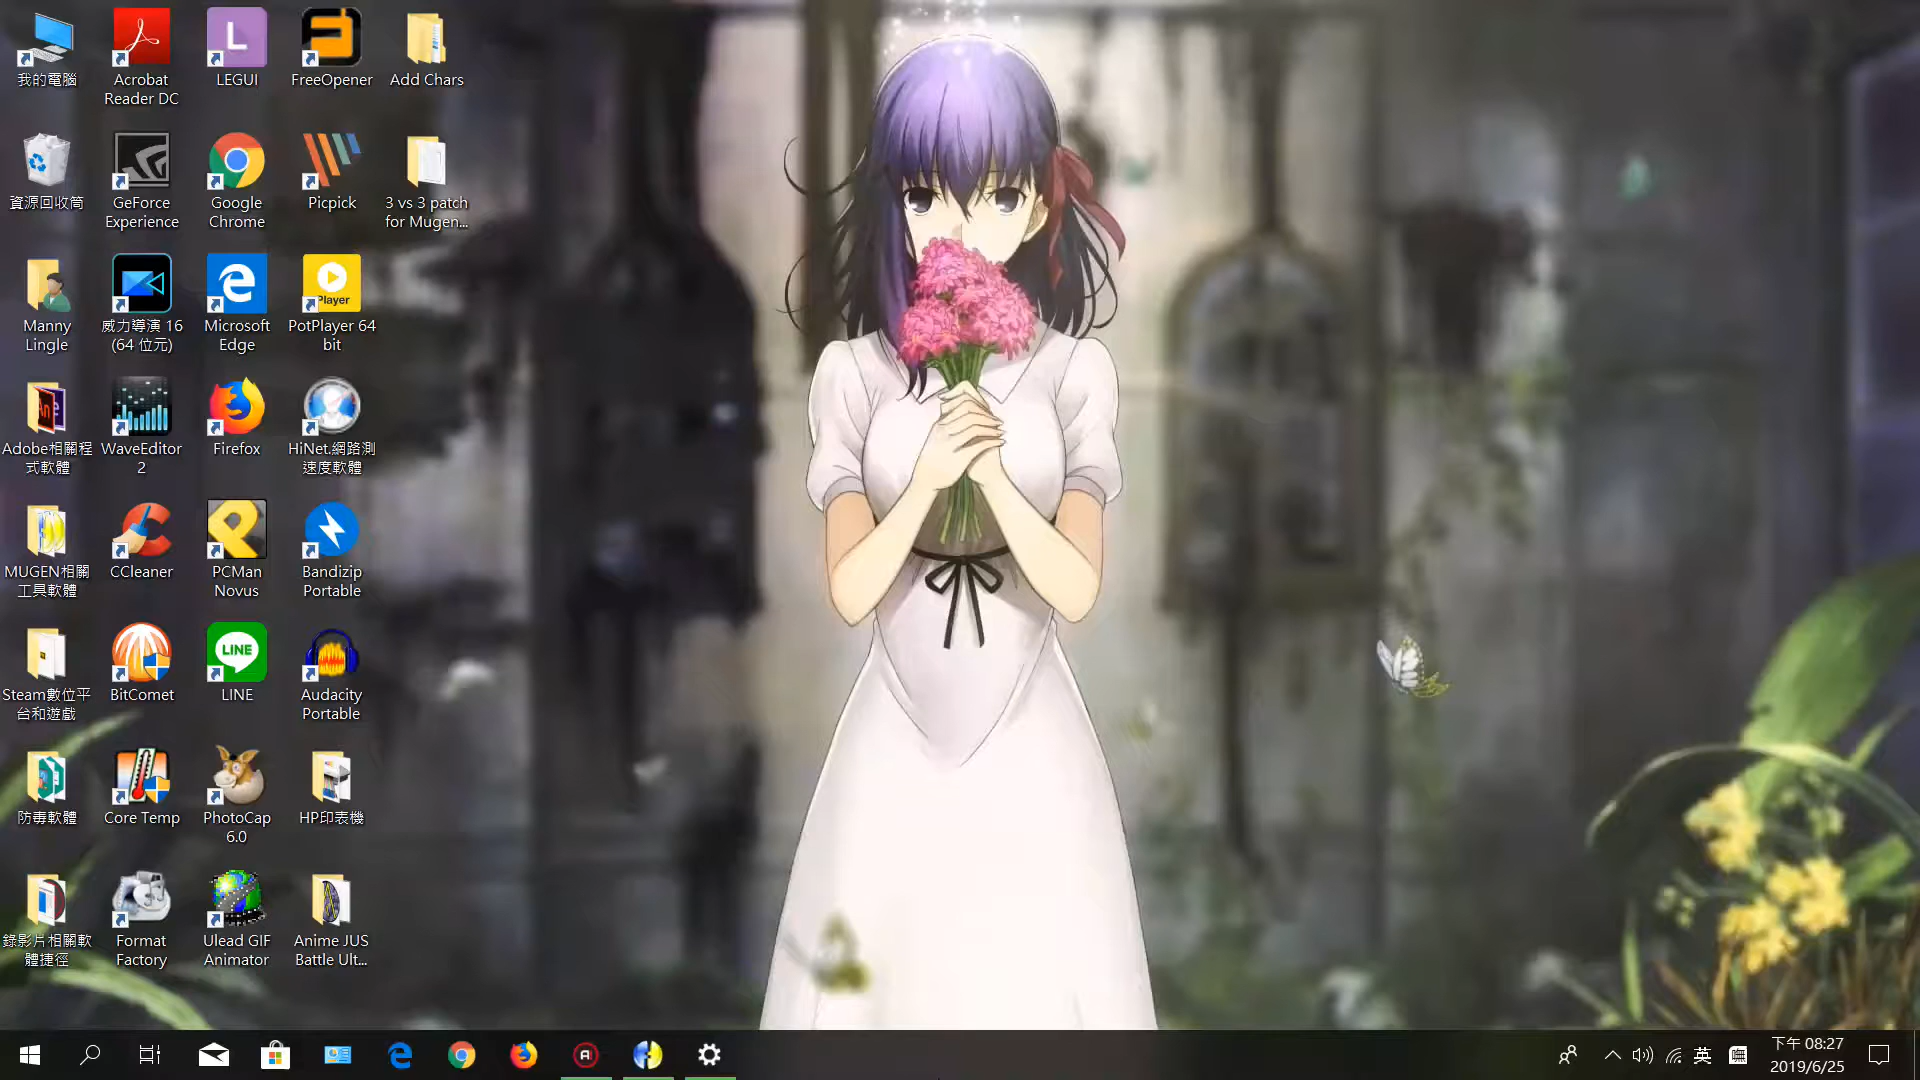 我的電腦
Acrobat
Reader DC
L
LEGUI
FreeOpener
Add Chars
資源回收筒
GeForce
Experience
Google
Chrome
Picpick
3 vs 3 patch
for Mugen...
Manny
Lingle
威力導演 16
(64 位元)
Microsoft
Edge
Player
PotPlayer 64
bit
Adobe相關程
式軟體
WaveEditor
2
Firefox
HiNet.網路測
速度軟體
MUGEN相關
工具軟體
CCleaner
PCMan
Novus
Bandizip
Portable
Steam數位平
台和遊戲
BitComet
LINE
LINE
Audacity
Portable
防毒軟體
Core Temp
PhotoCap
6.0
HP印表機
錄影片相關軟
體捷徑
Format
Factory
Ulead GIF
Animator
Anime JUS
Battle Ult...
英
下午 08:27
2019/6/25